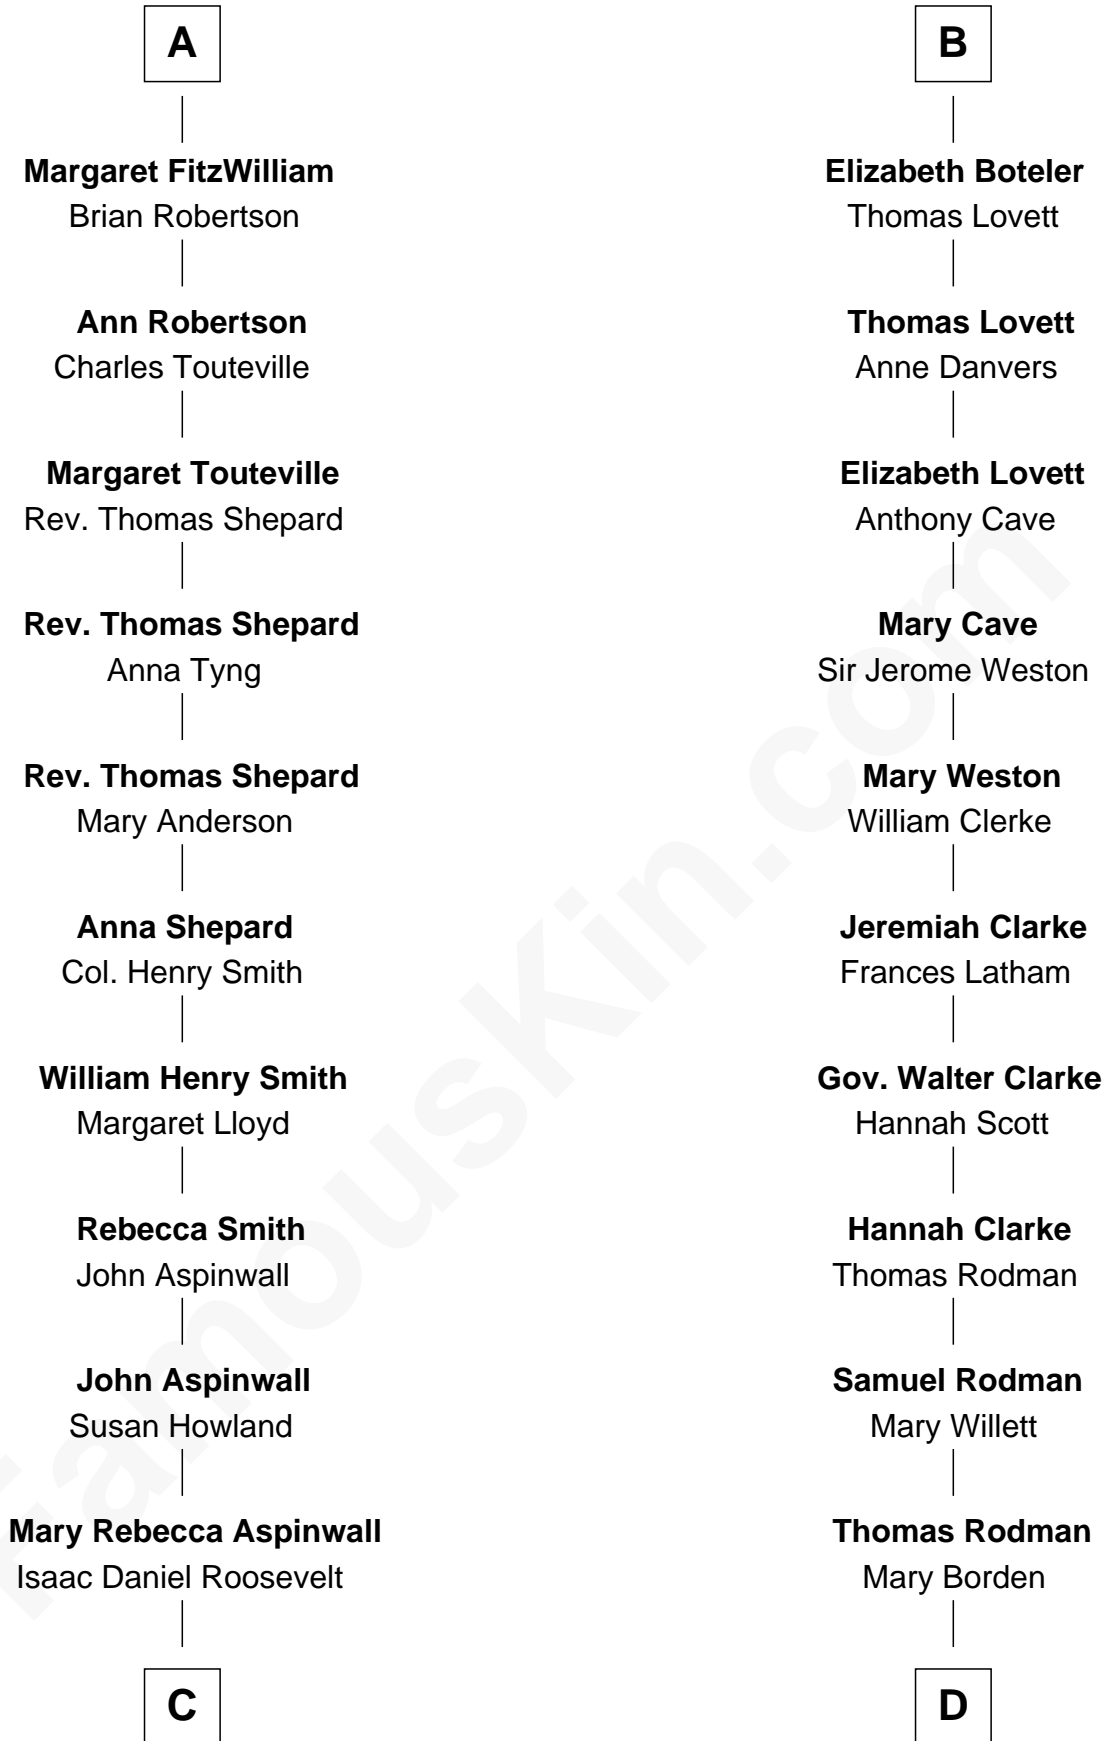 A
Margaret FitzWilliam
Brian Robertson
Ann Robertson
Charles Touteville
Margaret Touteville
Rev. Thomas Shepard
Rev. Thomas Shepard
Anna Tyng
Rev. Thomas Shepard
Mary Anderson
Anna Shepard
Col. Henry Smith
William Henry Smith
Margaret Lloyd
Rebecca Smith
John Aspinwall
John Aspinwall
Susan Howland
Mary Rebecca Aspinwall
Isaac Daniel Roosevelt
C
B
Elizabeth Boteler
Thomas Lovett
Thomas Lovett
Anne Danvers
Elizabeth Lovett
Anthony Cave
Mary Cave
Sir Jerome Weston
Mary Weston
William Clerke
Jeremiah Clarke
Frances Latham
Gov. Walter Clarke
Hannah Scott
Hannah Clarke
Thomas Rodman
Samuel Rodman
Mary Willett
Thomas Rodman
Mary Borden
D
FamousKin.com